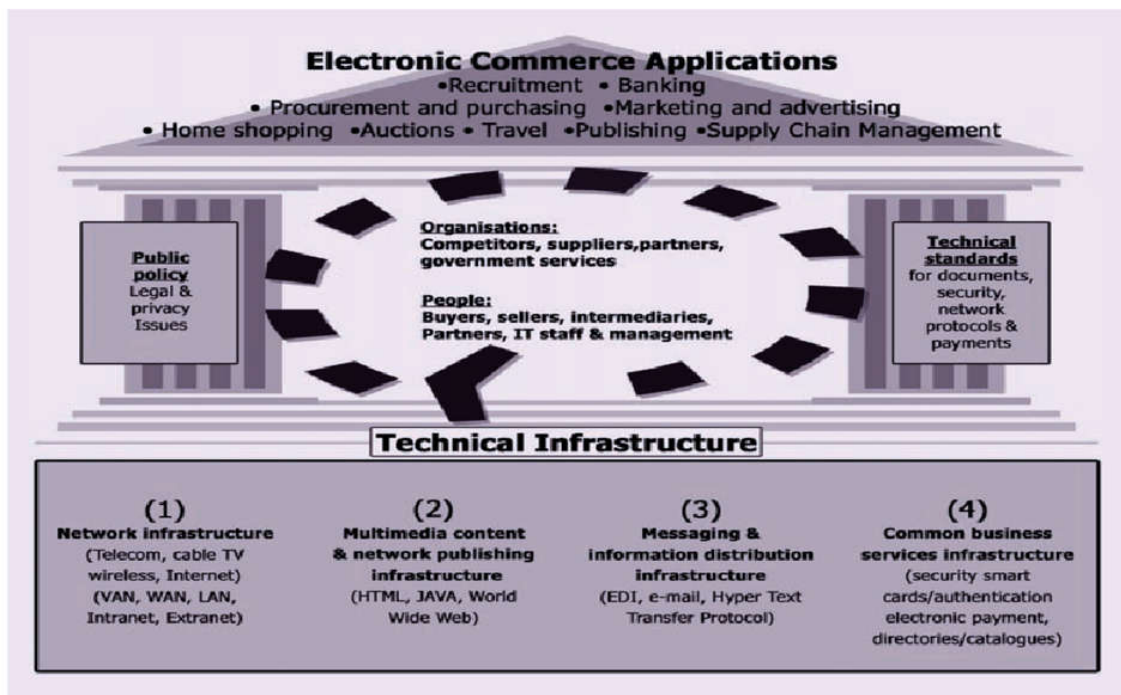 Electronic Commerce Applications
•Recruitment • Banking
• Procurement and purchasing •Marketing and advertising
• Home shopping •Auctions • Travel •Publishing •Supply Chain Management
Public
policy
Legal &
privacy
Issues
Organisations:
Competitors, suppliers,partners,
government services
People:
Buyers, sellers, intermediaries,
Partners, IT staff & management
Technical
standards
for documents,
security,
network
protocols &
payments
Technical Infrastructure
(1)
Network infrastructure
(Telecom, cable TV
wireless, Internet)
(VAN, WAN, LAN,
Intranet, Extranet)
(2)
Multimedia content
& network publishing
infrastructure
(HTML, JAVA, World
Wide Web)
(3)
Messaging &
information distribution
infrastructure
(EDI, e-mail, Hyper Text
Transfer Protocol)
(4)
Common business
services infrastructure
(security smart
cards/authentication
electronic payment,
directories/catalogues)